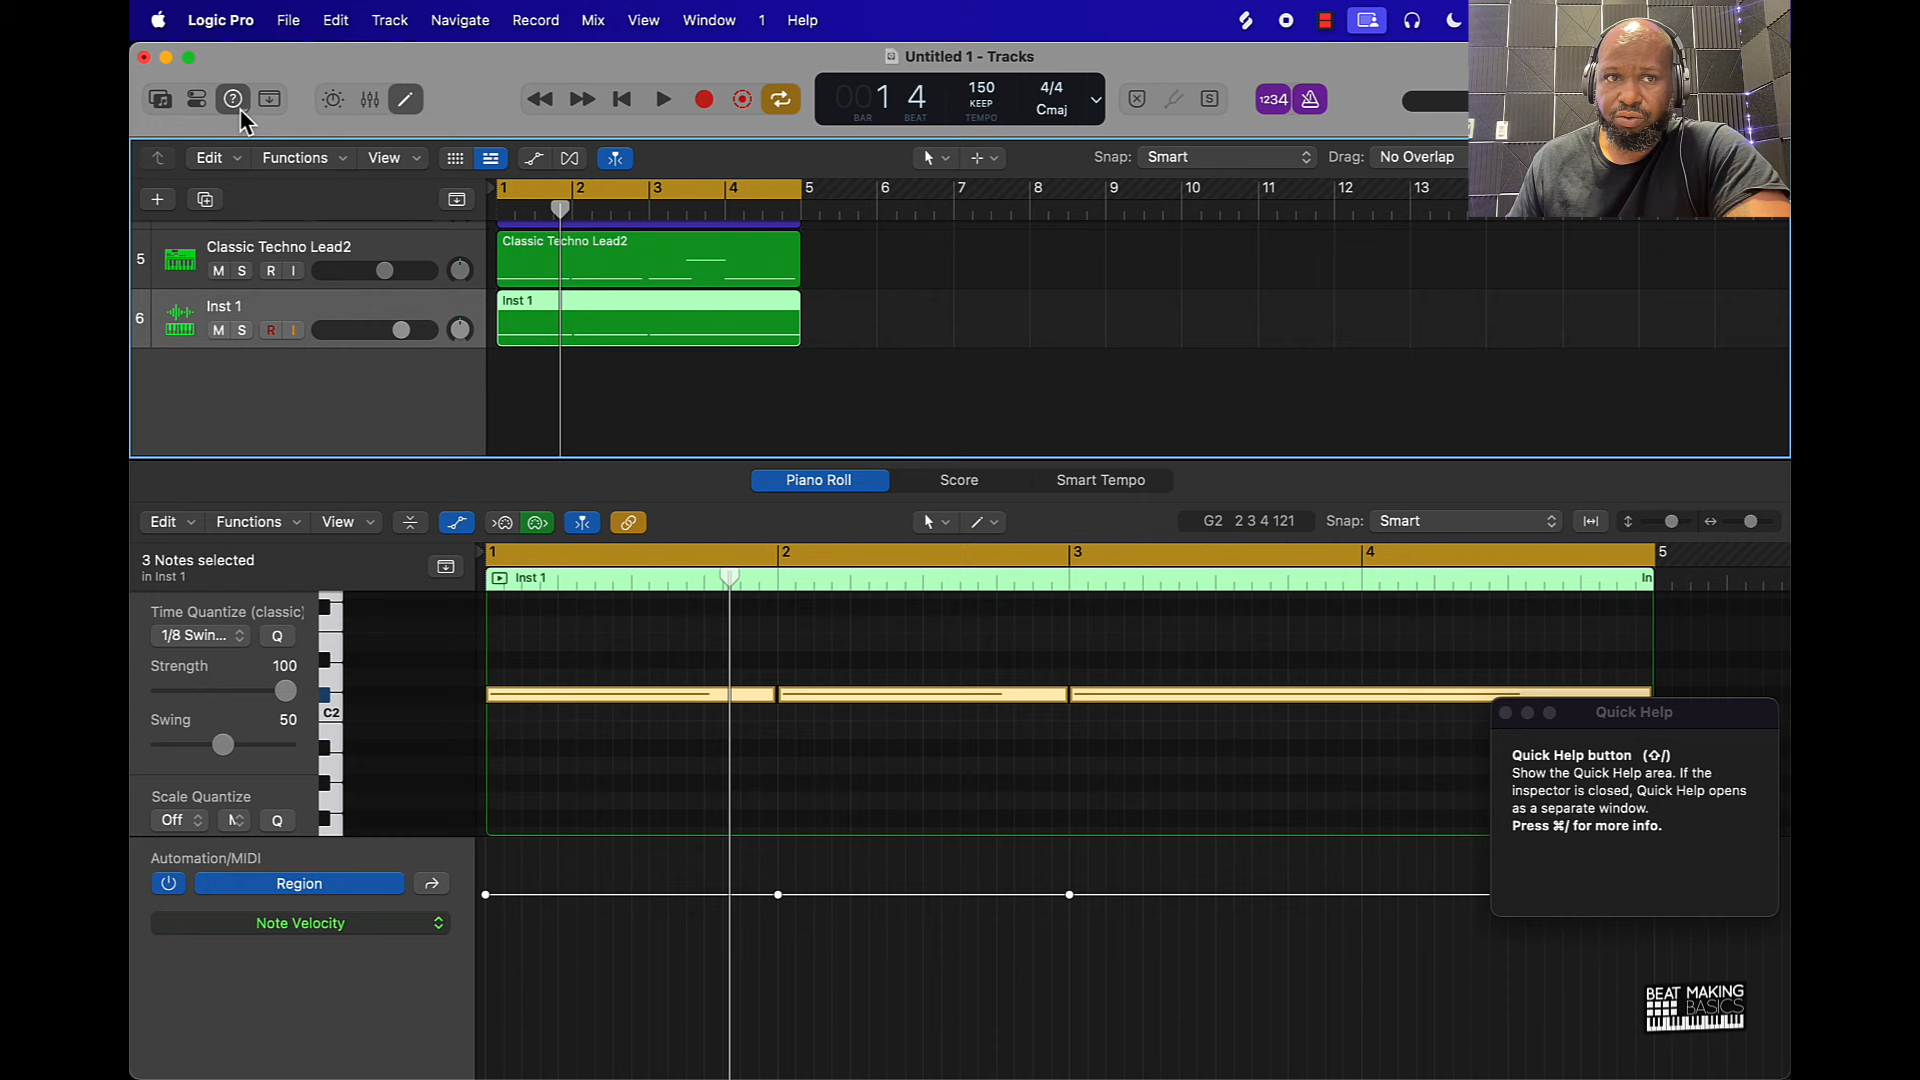 Logic Pro File Edit Track Navigate Record Mix View Window 1 Help
Untitled 1 - Tracks
001 4
BAR BEAT
150
KEEP
TEMPO
4/4
Cmaj
1234
S
Edit Functions View
Snap: Smart
Drag: No Overlap
1 2 3 4 5 6 7 8 9 10 11 12 13
5
Classic Techno Lead2
M S R I
Classic Techno Lead2
6
Inst 1
M S R I
Inst 1
Piano Roll Score Smart Tempo
Edit Functions View
G2 2 3 4 121
Snap: Smart
3 Notes selected
in Inst 1
1 2 3 4 5
Inst 1
In
Time Quantize (classic)
1/8 Swin... Q
Strength 100
Swing 50
C2
Scale Quantize
Off Q
Automation/MIDI
Region
Note Velocity
Quick Help
Quick Help button (⇧/)
Show the Quick Help area. If the
inspector is closed, Quick Help opens
as a separate window.
Press ⌘/ for more info.
BEAT MAKING
BASICS